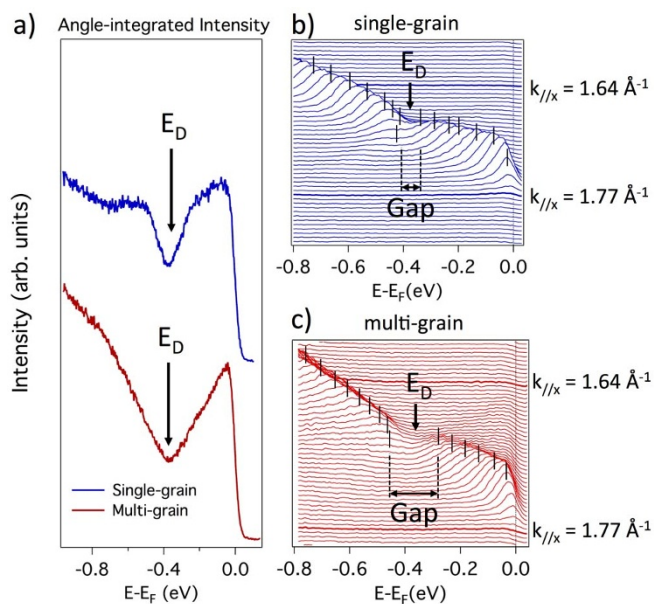 a)
Angle-integrated Intensity
E_D
E_D
Intensity (arb. units)
Single-grain
Multi-grain
-0.8
-0.4
0.0
E-E_F (eV)
b)
single-grain
E_D
k_//x = 1.64 Å⁻¹
Gap
k_//x = 1.77 Å⁻¹
-0.8
-0.6
-0.4
-0.2
0.0
E-E_F(eV)
c)
multi-grain
E_D
k_//x = 1.64 Å⁻¹
Gap
k_//x = 1.77 Å⁻¹
-0.8
-0.6
-0.4
-0.2
0.0
E-E_F(eV)